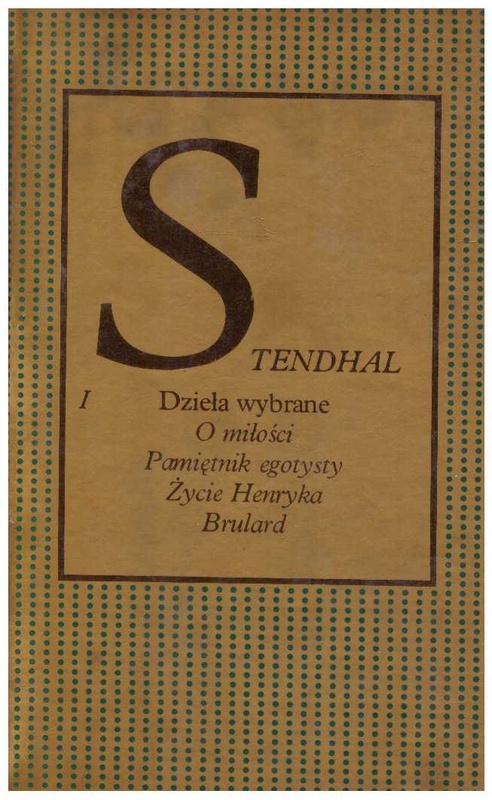 STENDHAL
I Dzieła wybrane
O miłości
Pamiętnik egotysty
Życie Henryka
Brulard